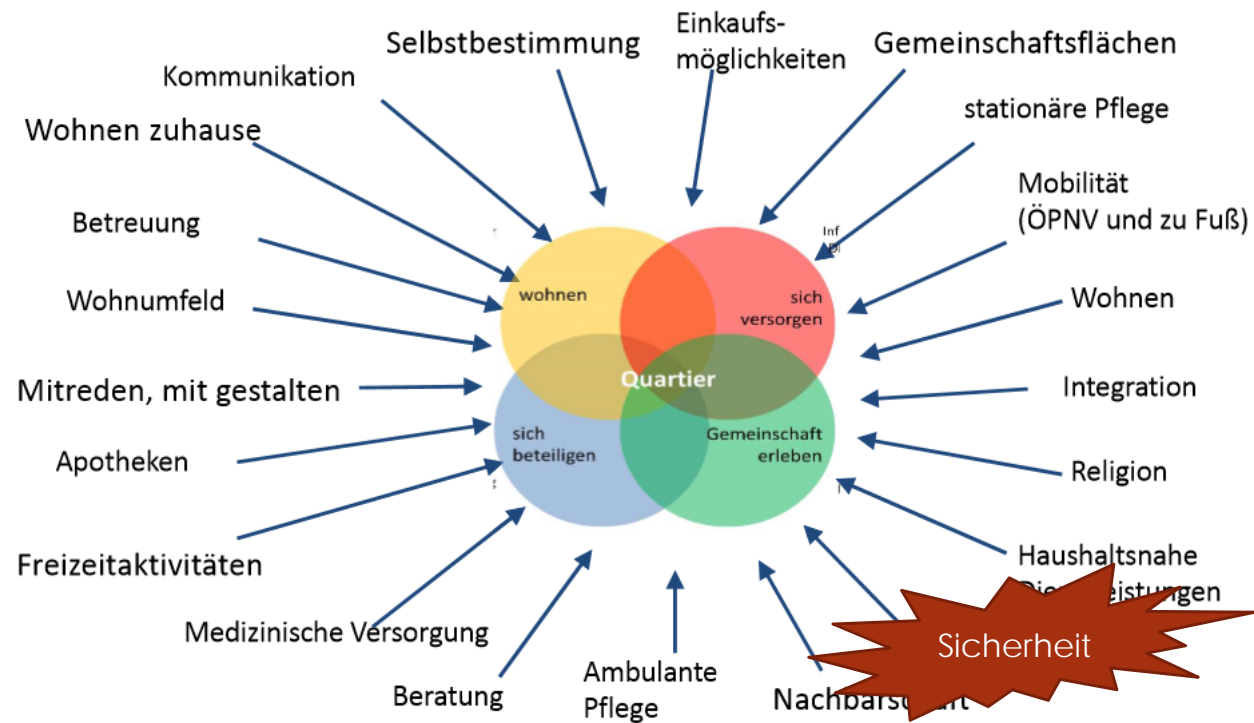 Selbstbestimmung
Einkaufs-
möglichkeiten
Gemeinschaftsflächen
Kommunikation
stationäre Pflege
Wohnen zuhause
Mobilität
(ÖPNV und zu Fuß)
Betreuung
Inf
Wohnumfeld
wohnen
sich
versorgen
Wohnen
Mitreden, mit gestalten
Quartier
Integration
Apotheken
sich
beteiligen
Gemeinschaft
erleben
Religion
Freizeitaktivitäten
Haushaltsnahe
Medizinische Versorgung
Sicherheit
Beratung
Ambulante
Pflege